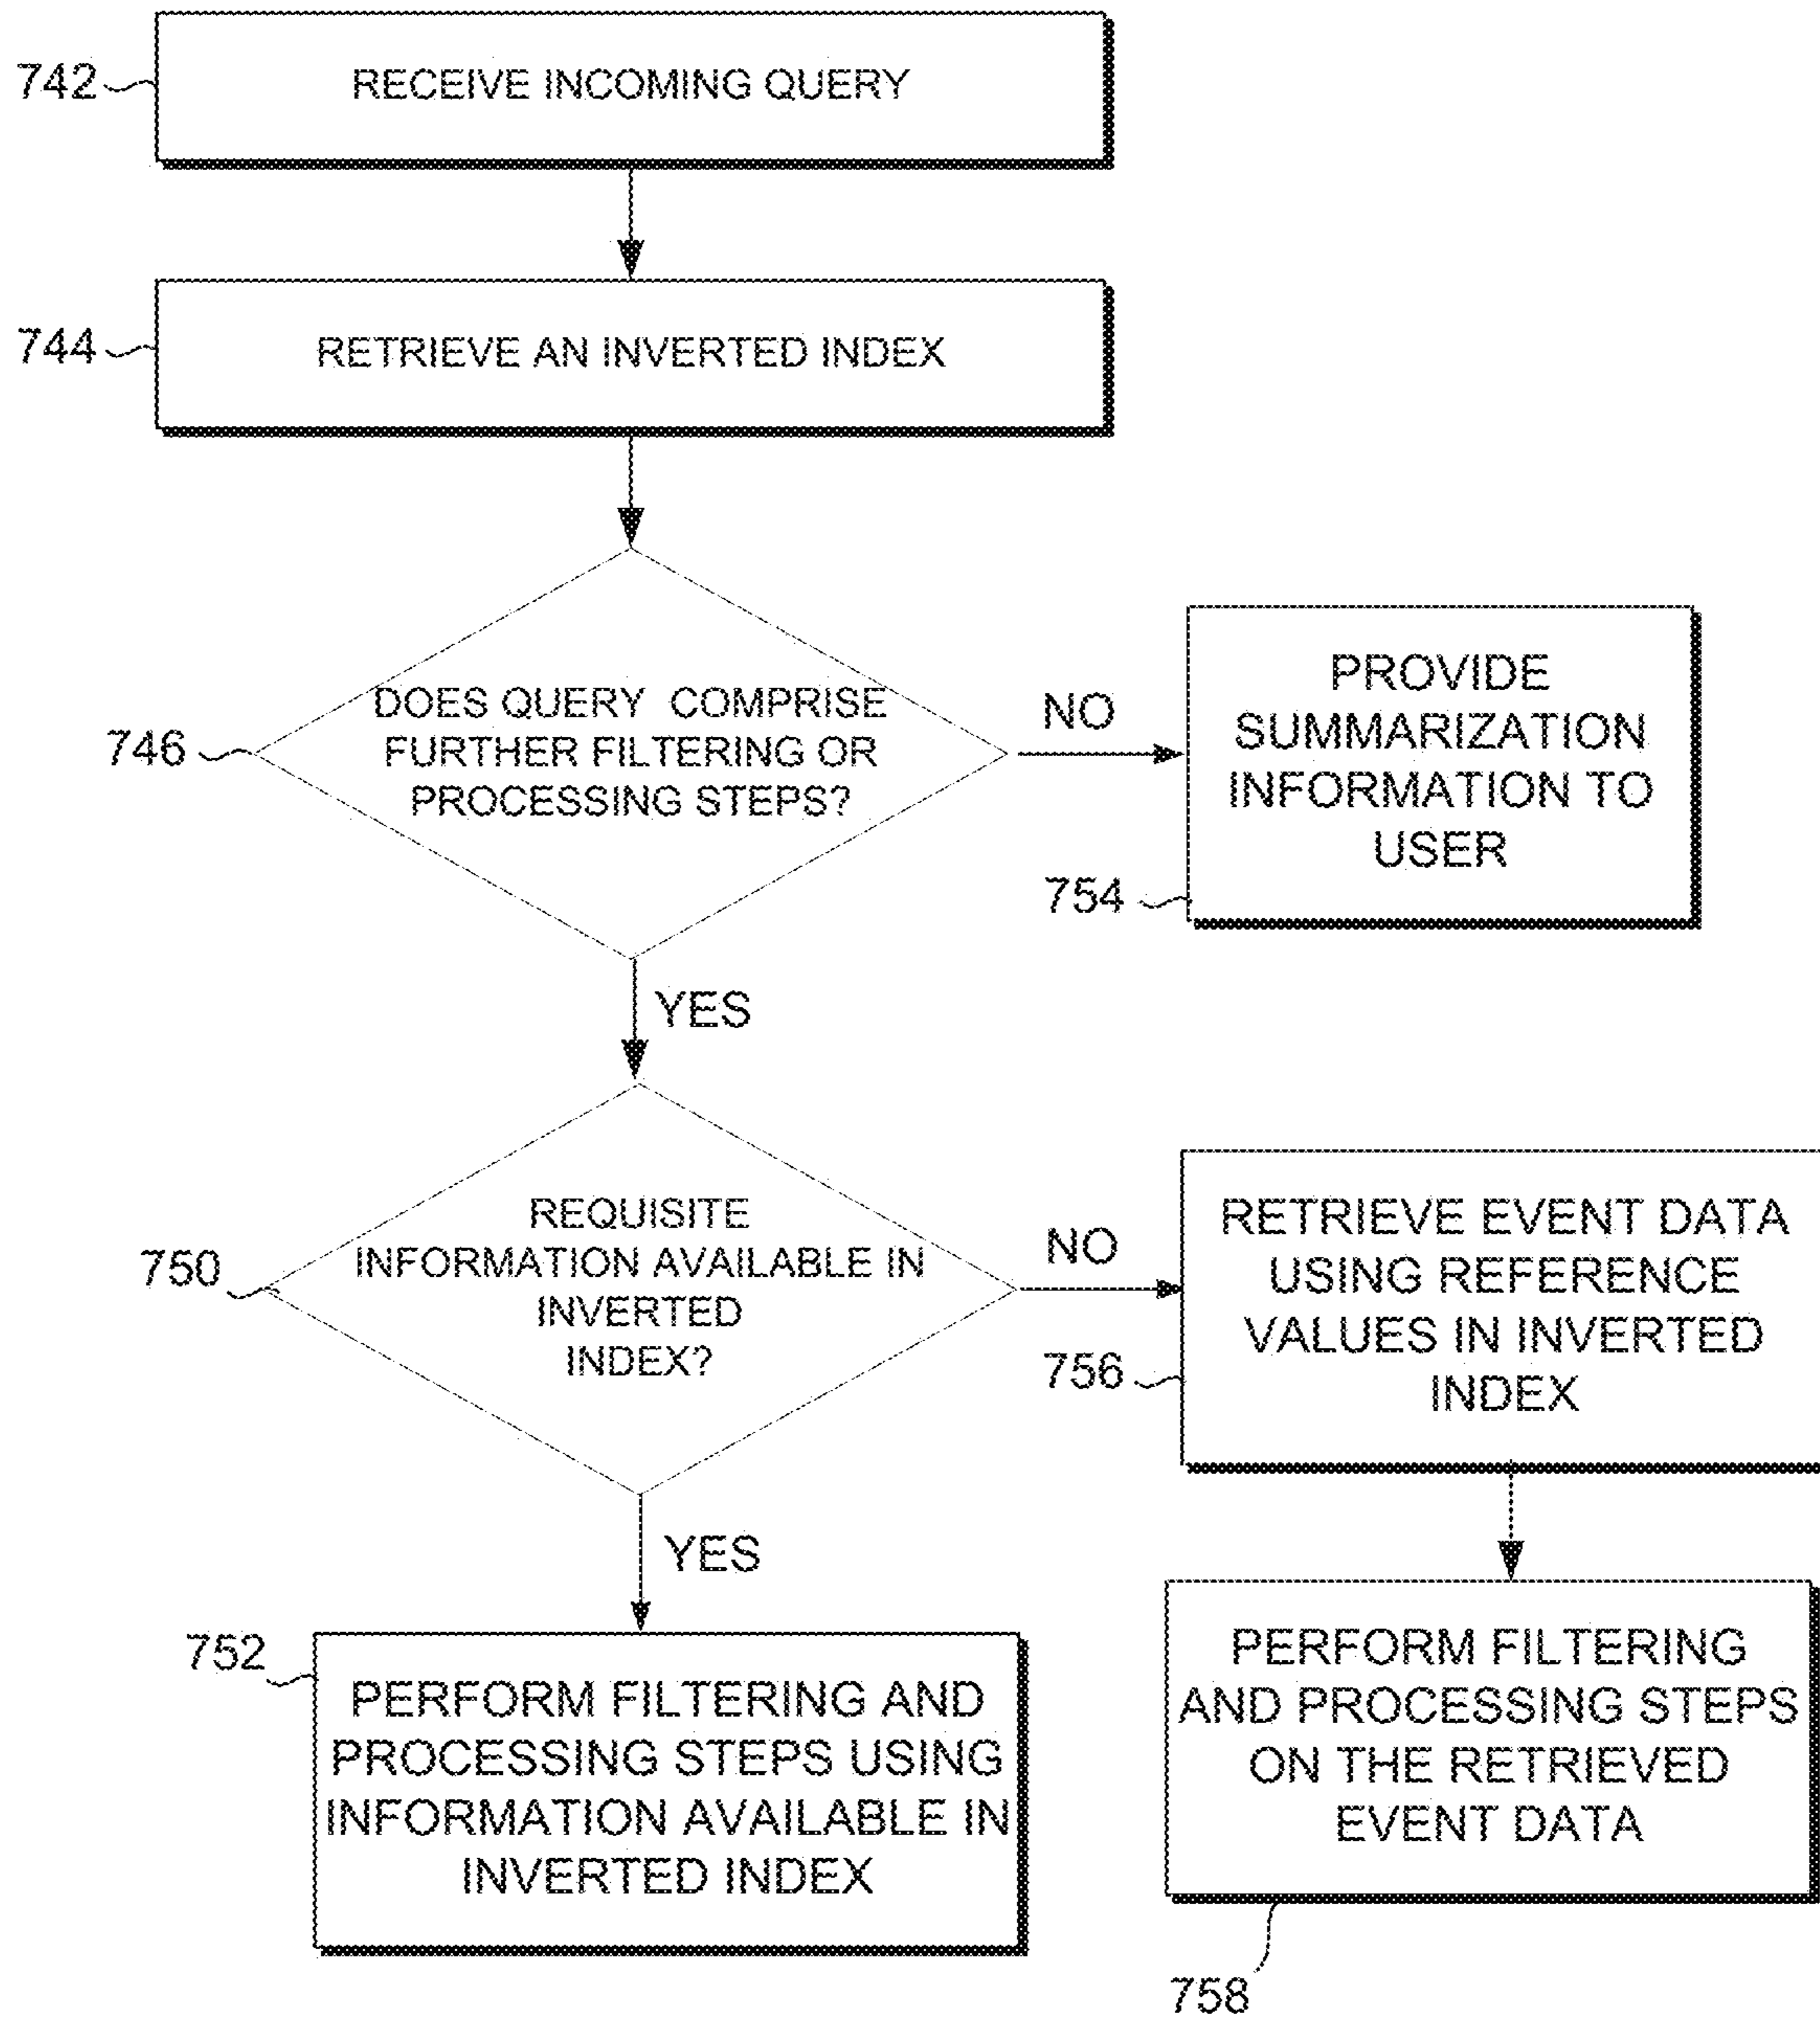 742
RECEIVE INCOMING QUERY
744
RETRIEVE AN INVERTED INDEX
746
DOES QUERY COMPRISE
FURTHER FILTERING OR
PROCESSING STEPS?
NO
PROVIDE
SUMMARIZATION
INFORMATION TO
USER
754
YES
750
REQUISITE
INFORMATION AVAILABLE IN
INVERTED
INDEX?
NO
RETRIEVE EVENT DATA
USING REFERENCE
VALUES IN INVERTED
INDEX
756
YES
752
PERFORM FILTERING AND
PROCESSING STEPS USING
INFORMATION AVAILABLE IN
INVERTED INDEX
PERFORM FILTERING
AND PROCESSING STEPS
ON THE RETRIEVED
EVENT DATA
758